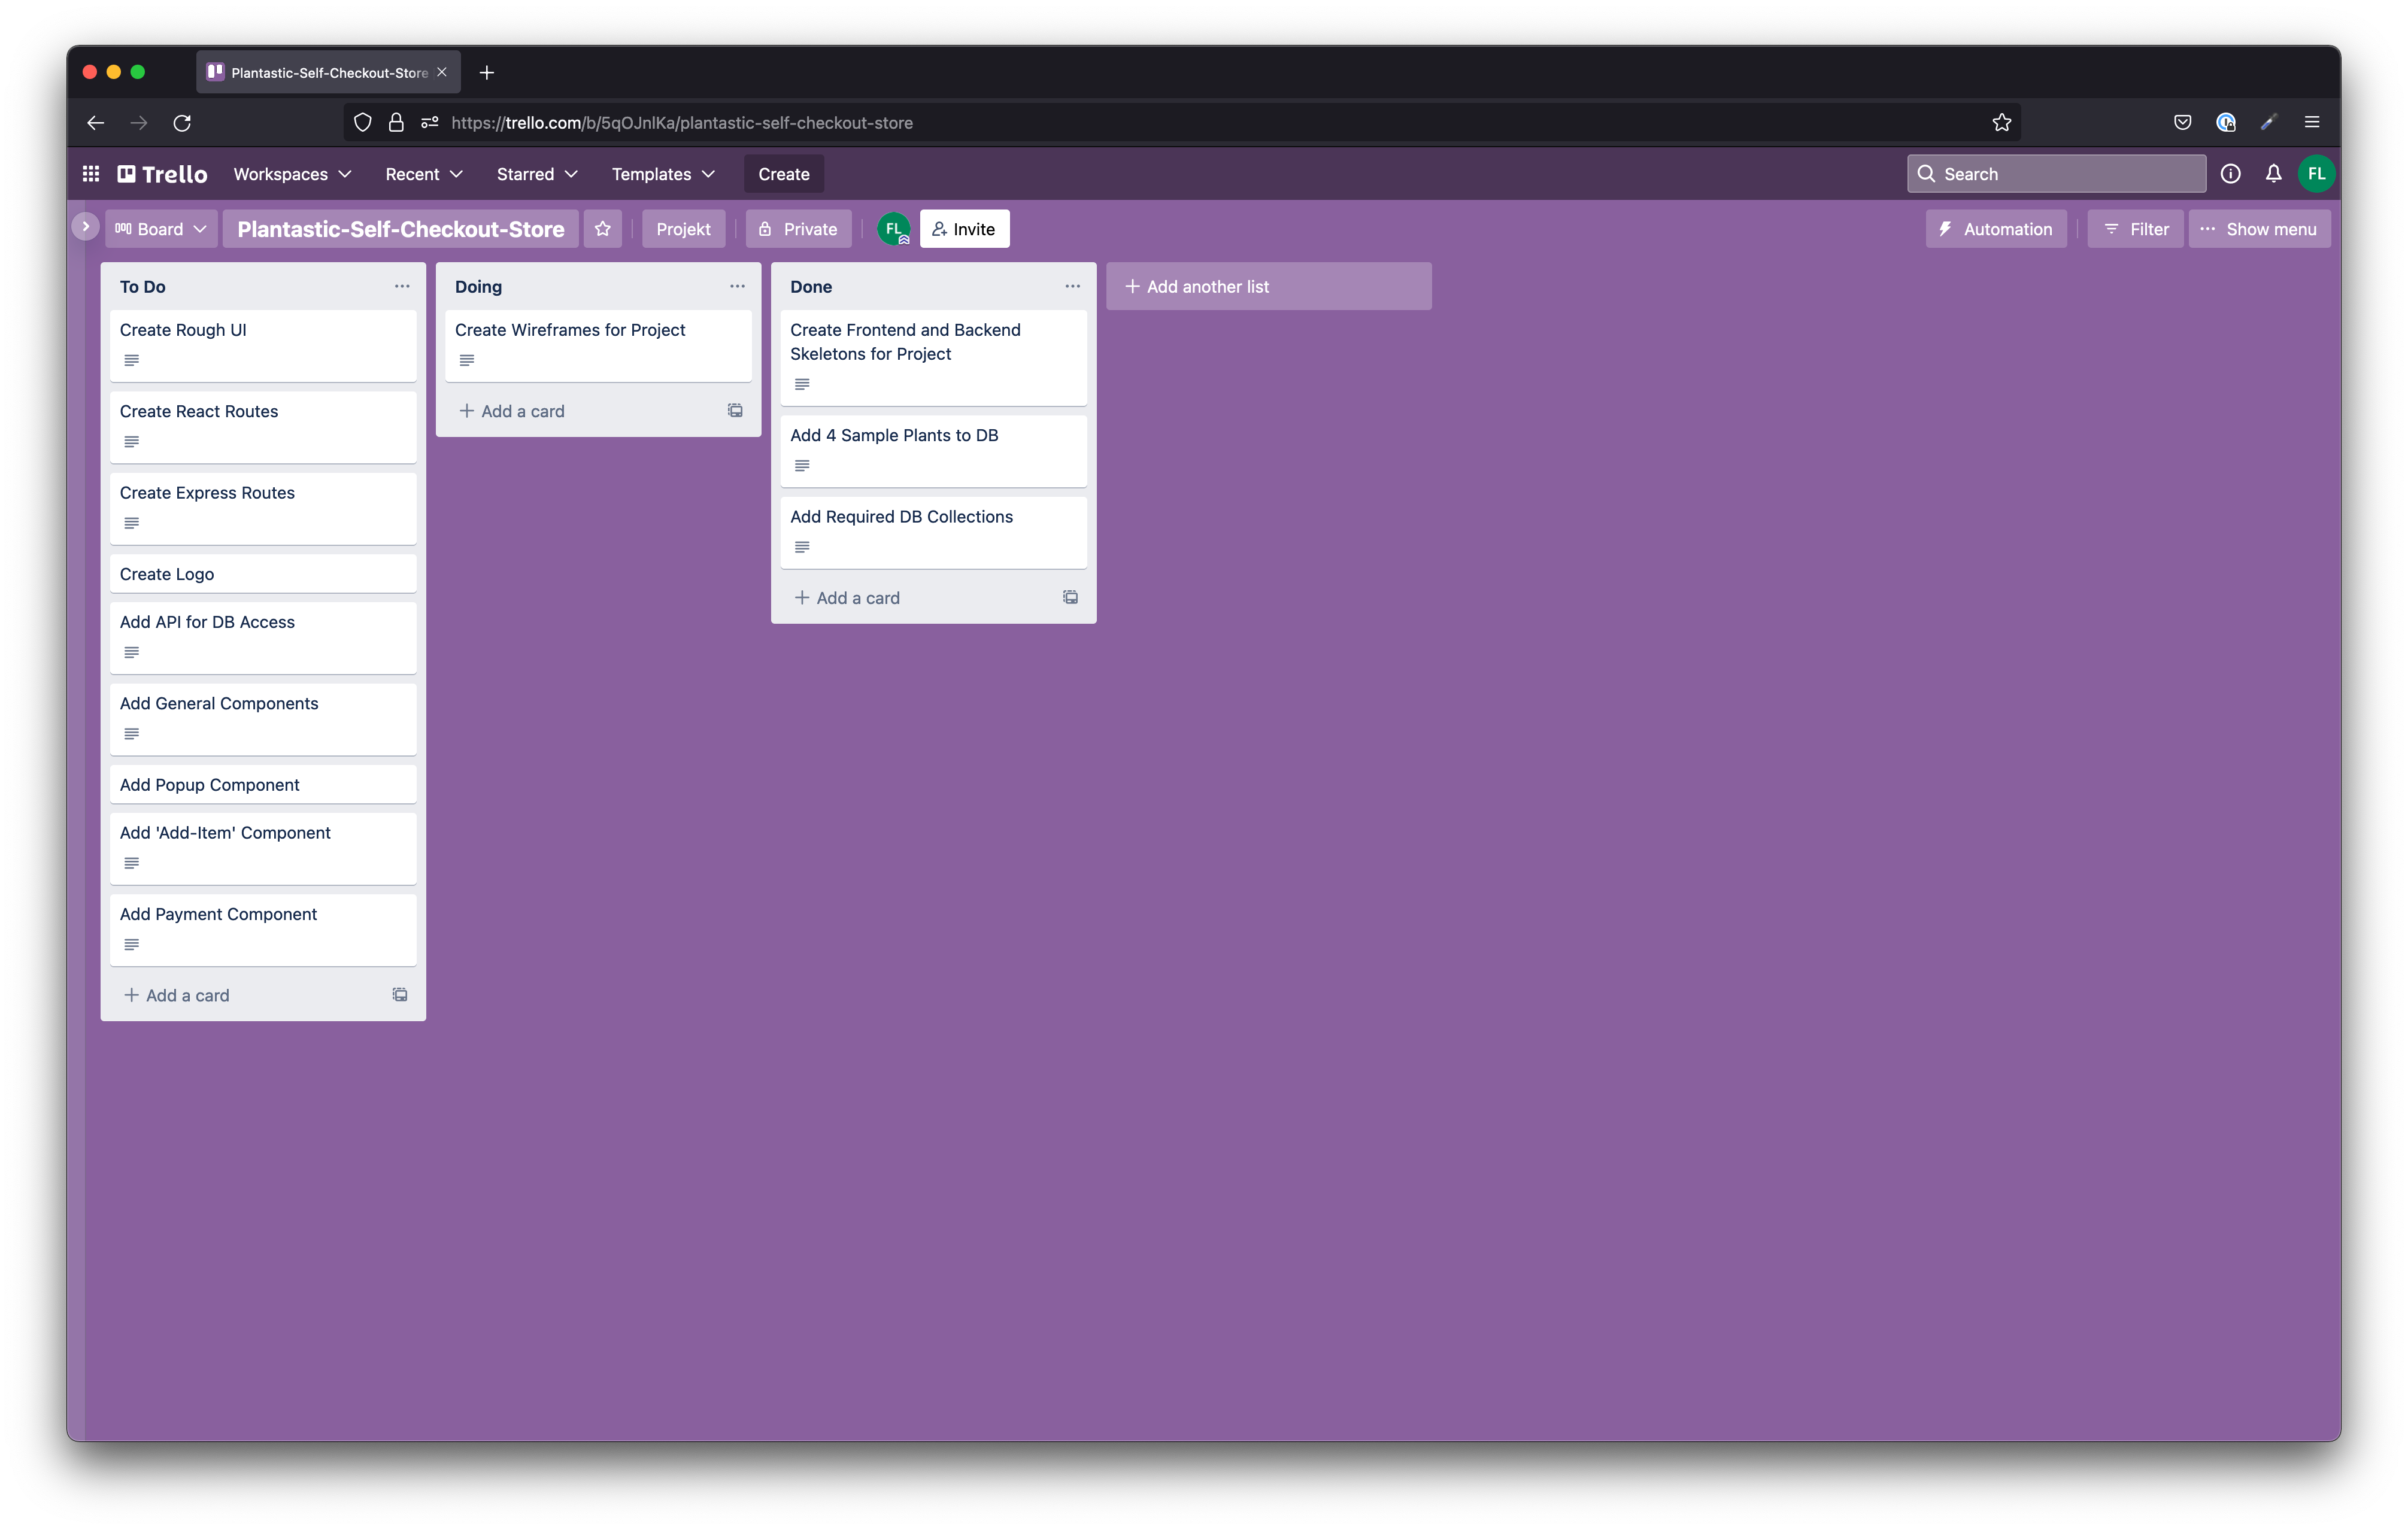 Plantastic-Self-Checkout-Store
https://trello.com/b/5qOJnlKa/plantastic-self-checkout-store
Trello Workspaces Recent Starred Templates Create Search FL
Board Plantastic-Self-Checkout-Store Projekt Private FL Invite Automation Filter Show menu
To Do
Create Rough UI
Create React Routes
Create Express Routes
Create Logo
Add API for DB Access
Add General Components
Add Popup Component
Add 'Add-Item' Component
Add Payment Component
Add a card
Doing
Create Wireframes for Project
Add a card
Done
Create Frontend and Backend
Skeletons for Project
Add 4 Sample Plants to DB
Add Required DB Collections
Add a card
Add another list